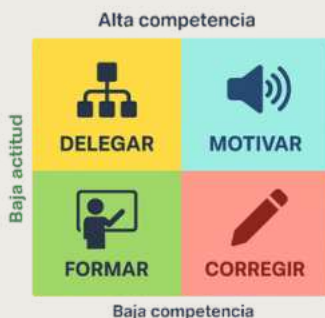 Alta competencia
Baja actitud
DELEGAR
MOTIVAR
FORMAR
CORREGIR
Baja competencia